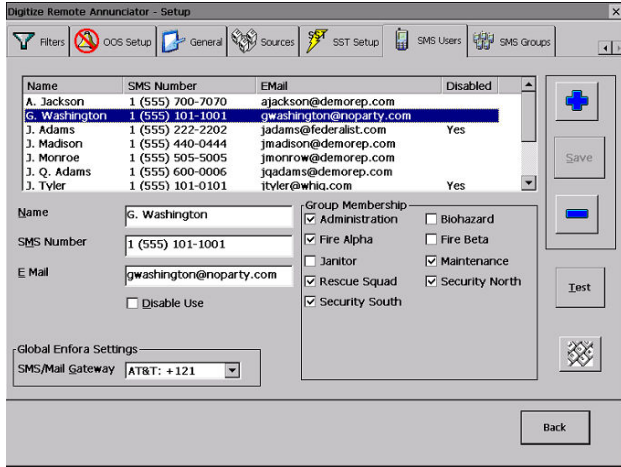 Digitize Remote Annunciator - Setup
Filters OOS Setup General Sources SST Setup SMS Users SMS Groups
Name SMS Number EMail Disabled
A. Jackson 1 (555) 700-7070 ajackson@demorep.com
G. Washington 1 (555) 101-1001 gwashington@noparty.com
J. Adams 1 (555) 222-2202 jadams@federalist.com Yes
J. Madison 1 (555) 440-0444 jmadison@demorep.com
J. Monroe 1 (555) 505-5005 jmonrow@demorep.com
J. Q. Adams 1 (555) 600-0006 jqadams@demorep.com
J. Tyler 1 (555) 101-0101 jtyler@whig.com Yes
Save
Name G. Washington
SMS Number 1 (555) 101-1001
E Mail gwashington@noparty.com
Disable Use
Group Membership
Administration Biohazard
Fire Alpha Fire Beta
Janitor Maintenance
Rescue Squad Security North
Security South
Test
Global Enfora Settings
SMS/Mail Gateway AT&T: +121
Back